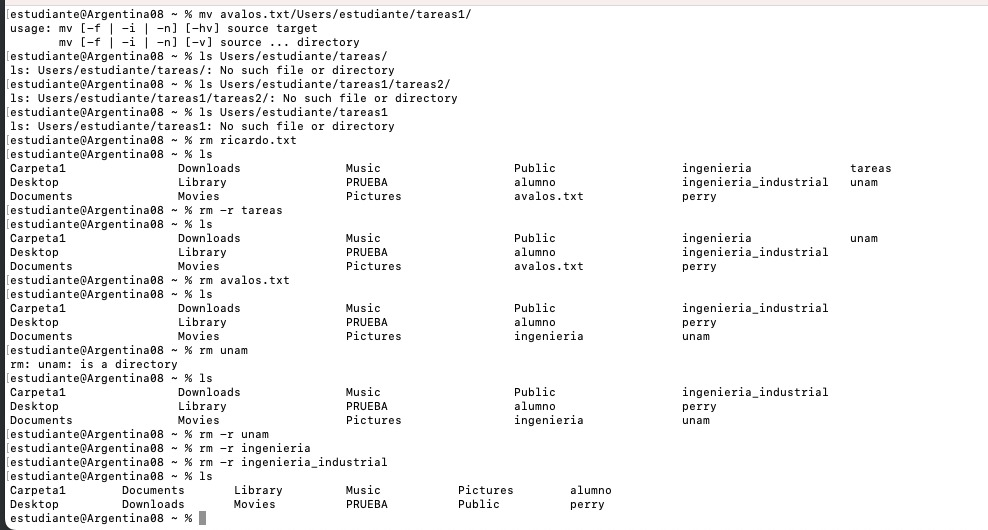 [estudiante@Argentina08 ~ % mv avalos.txt/Users/estudiante/tareas1/
usage: mv [-f | -i | -n] [-hv] source target
       mv [-f | -i | -n] [-v] source ... directory
[estudiante@Argentina08 ~ % ls Users/estudiante/tareas/
ls: Users/estudiante/tareas/: No such file or directory
[estudiante@Argentina08 ~ % ls Users/estudiante/tareas1/tareas2/
ls: Users/estudiante/tareas1/tareas2/: No such file or directory
[estudiante@Argentina08 ~ % ls Users/estudiante/tareas1
ls: Users/estudiante/tareas1: No such file or directory
[estudiante@Argentina08 ~ % rm ricardo.txt
[estudiante@Argentina08 ~ % ls
Carpeta1 Downloads Music Public ingenieria tareas
Desktop Library PRUEBA alumno ingenieria_industrial unam
Documents Movies Pictures avalos.txt perry
[estudiante@Argentina08 ~ % rm -r tareas
[estudiante@Argentina08 ~ % ls
Carpeta1 Downloads Music Public ingenieria unam
Desktop Library PRUEBA alumno ingenieria_industrial
Documents Movies Pictures avalos.txt perry
[estudiante@Argentina08 ~ % rm avalos.txt
[estudiante@Argentina08 ~ % ls
Carpeta1 Downloads Music Public ingenieria_industrial
Desktop Library PRUEBA alumno perry
Documents Movies Pictures ingenieria unam
[estudiante@Argentina08 ~ % rm unam
rm: unam: is a directory
[estudiante@Argentina08 ~ % ls
Carpeta1 Downloads Music Public ingenieria_industrial
Desktop Library PRUEBA alumno perry
Documents Movies Pictures ingenieria unam
[estudiante@Argentina08 ~ % rm -r unam
[estudiante@Argentina08 ~ % rm -r ingenieria
[estudiante@Argentina08 ~ % rm -r ingenieria_industrial
[estudiante@Argentina08 ~ % ls
Carpeta1 Documents Library Music Pictures alumno
Desktop Downloads Movies PRUEBA Public perry
estudiante@Argentina08 ~ %